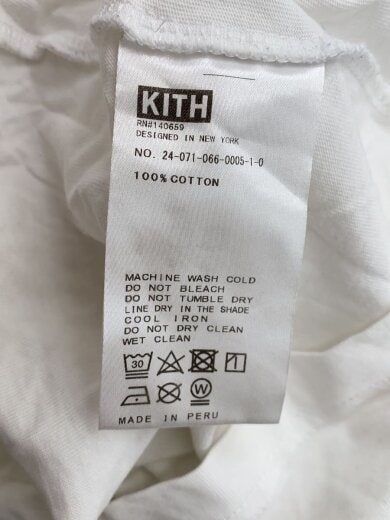 KITH
RN#140659
DESIGNED IN NEW YORK
NO. 24-071-066-0005-1-0
100% COTTON
MACHINE WASH COLD
DO NOT BLEACH
DO NOT TUMBLE DRY
LINE DRY IN THE SHADE
COOL IRON
DO NOT DRY CLEAN
WET CLEAN
30
W
MADE IN PERU